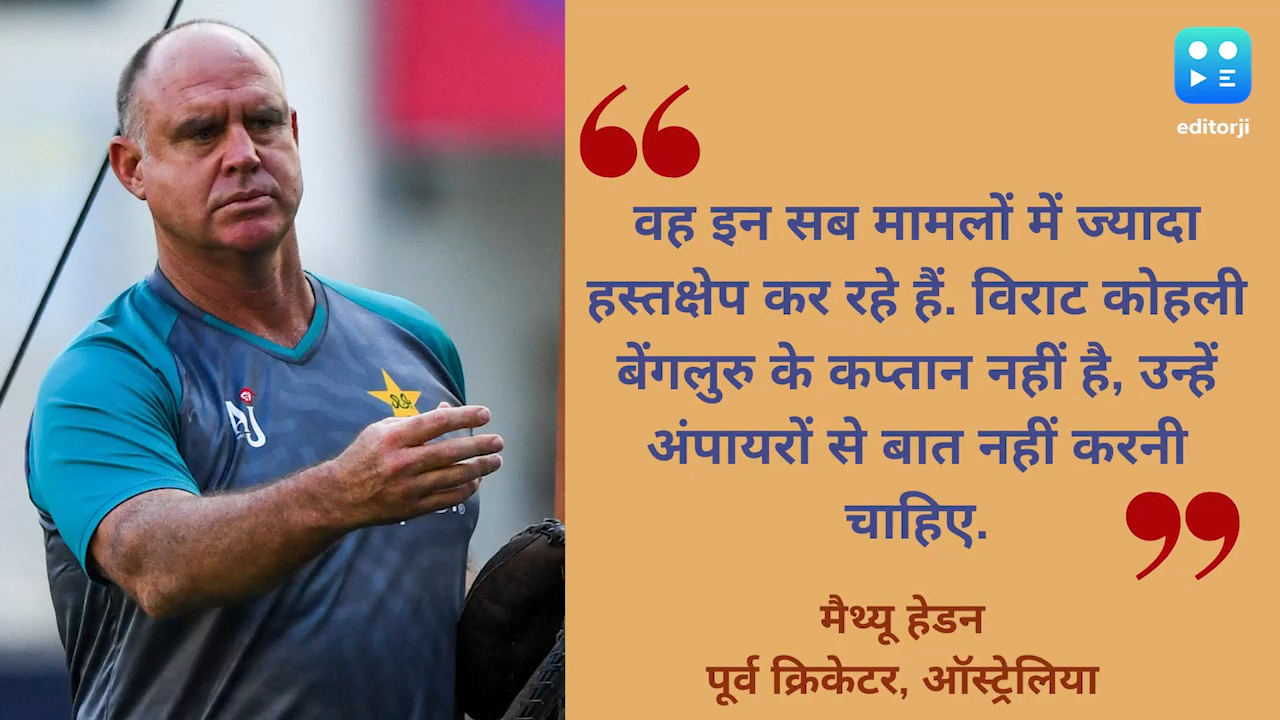 editorji
वह इन सब मामलों में ज्यादा
हस्तक्षेप कर रहे हैं. विराट कोहली
बेंगलुरु के कप्तान नहीं है, उन्हें
अंपायरों से बात नहीं करनी
चाहिए.
मैथ्यू हेडन
पूर्व क्रिकेटर, ऑस्ट्रेलिया